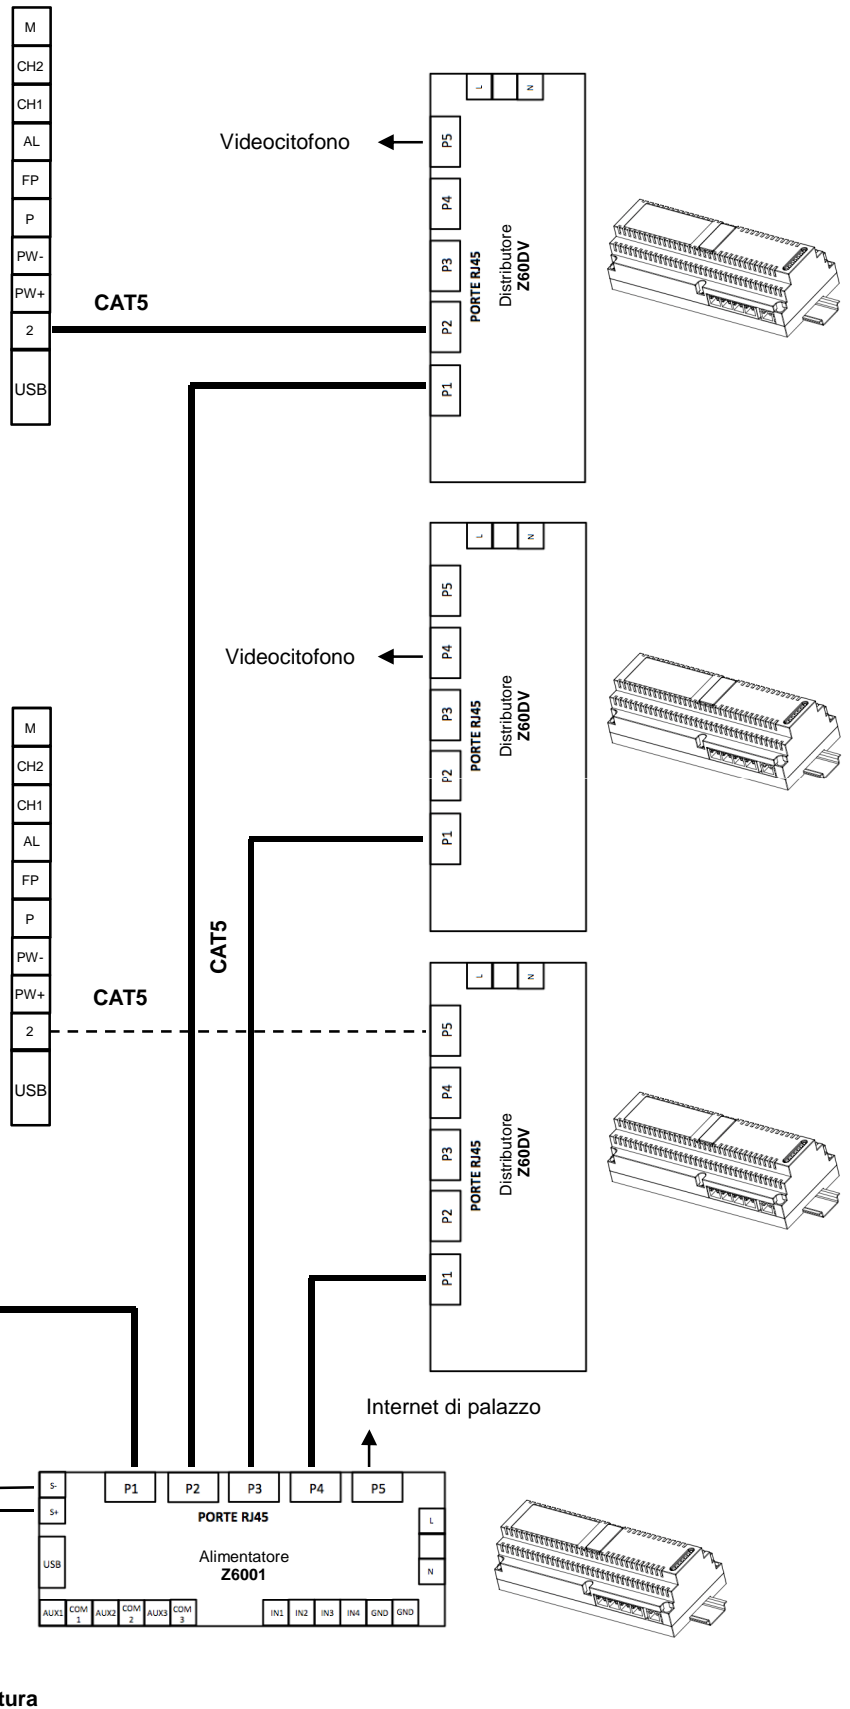 M
CH2
CH1
AL
FP
P
PW-
PW+
2
USB
CAT5
Videocitofono
L
N
P5
P4
P3
P2
P1
PORTE RJ45
Distributore
Z60DV
L
N
P5
Videocitofono
P4
P3
P2
P1
PORTE RJ45
Distributore
Z60DV
M
CH2
CH1
AL
FP
P
PW-
PW+
2
USB
CAT5
CAT5
L
N
P5
P4
P3
P2
P1
PORTE RJ45
Distributore
Z60DV
Internet di palazzo
S-
S+
USB
P1
P2
P3
P4
P5
PORTE RJ45
Alimentatore
Z6001
L
N
AUX1
COM 1
AUX2
COM 2
AUX3
COM 3
IN1
IN2
IN3
IN4
GND
GND
tura